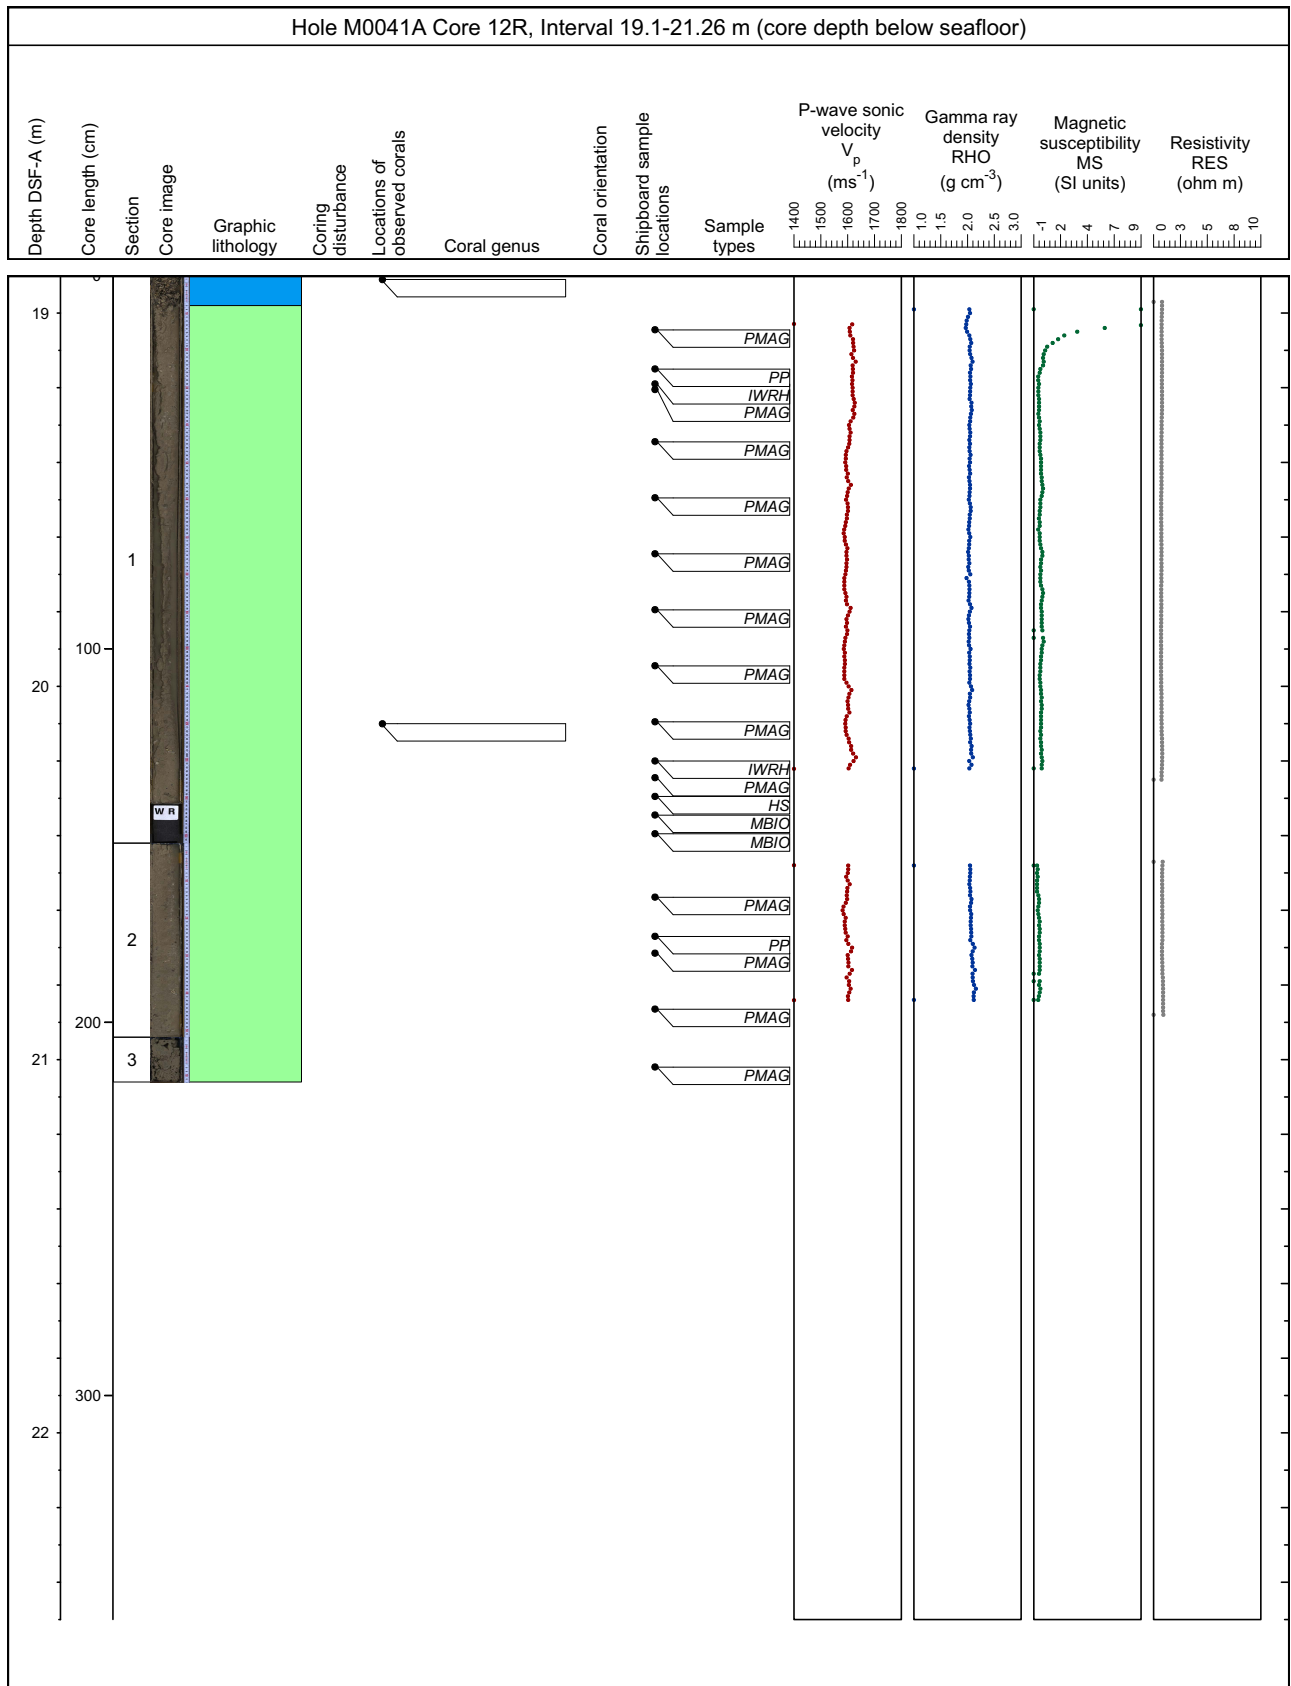 Hole M0041A Core 12R, Interval 19.1-21.26 m (core depth below seafloor)
Depth DSF-A (m)
Core length (cm)
Section
Core image
Graphic
lithology
Coring
disturbance
Locations of
observed corals
Coral genus
Coral orientation
Shipboard sample
locations
Sample
types
P-wave sonic
velocity
Vp
(ms-1)
1400
1500
1600
1700
1800
Gamma ray
density
RHO
(g cm-3)
1.0
1.5
2.0
2.5
3.0
Magnetic
susceptibility
MS
(SI units)
-1
2
4
7
9
Resistivity
RES
(ohm m)
0
3
5
8
10
0
19
PMAG
PP
IWRH
PMAG
PMAG
PMAG
1
PMAG
PMAG
100
PMAG
20
PMAG
IWRH
PMAG
HS
W R
MBIO
MBIO
PMAG
2
PP
PMAG
200
PMAG
21
3
PMAG
300
22